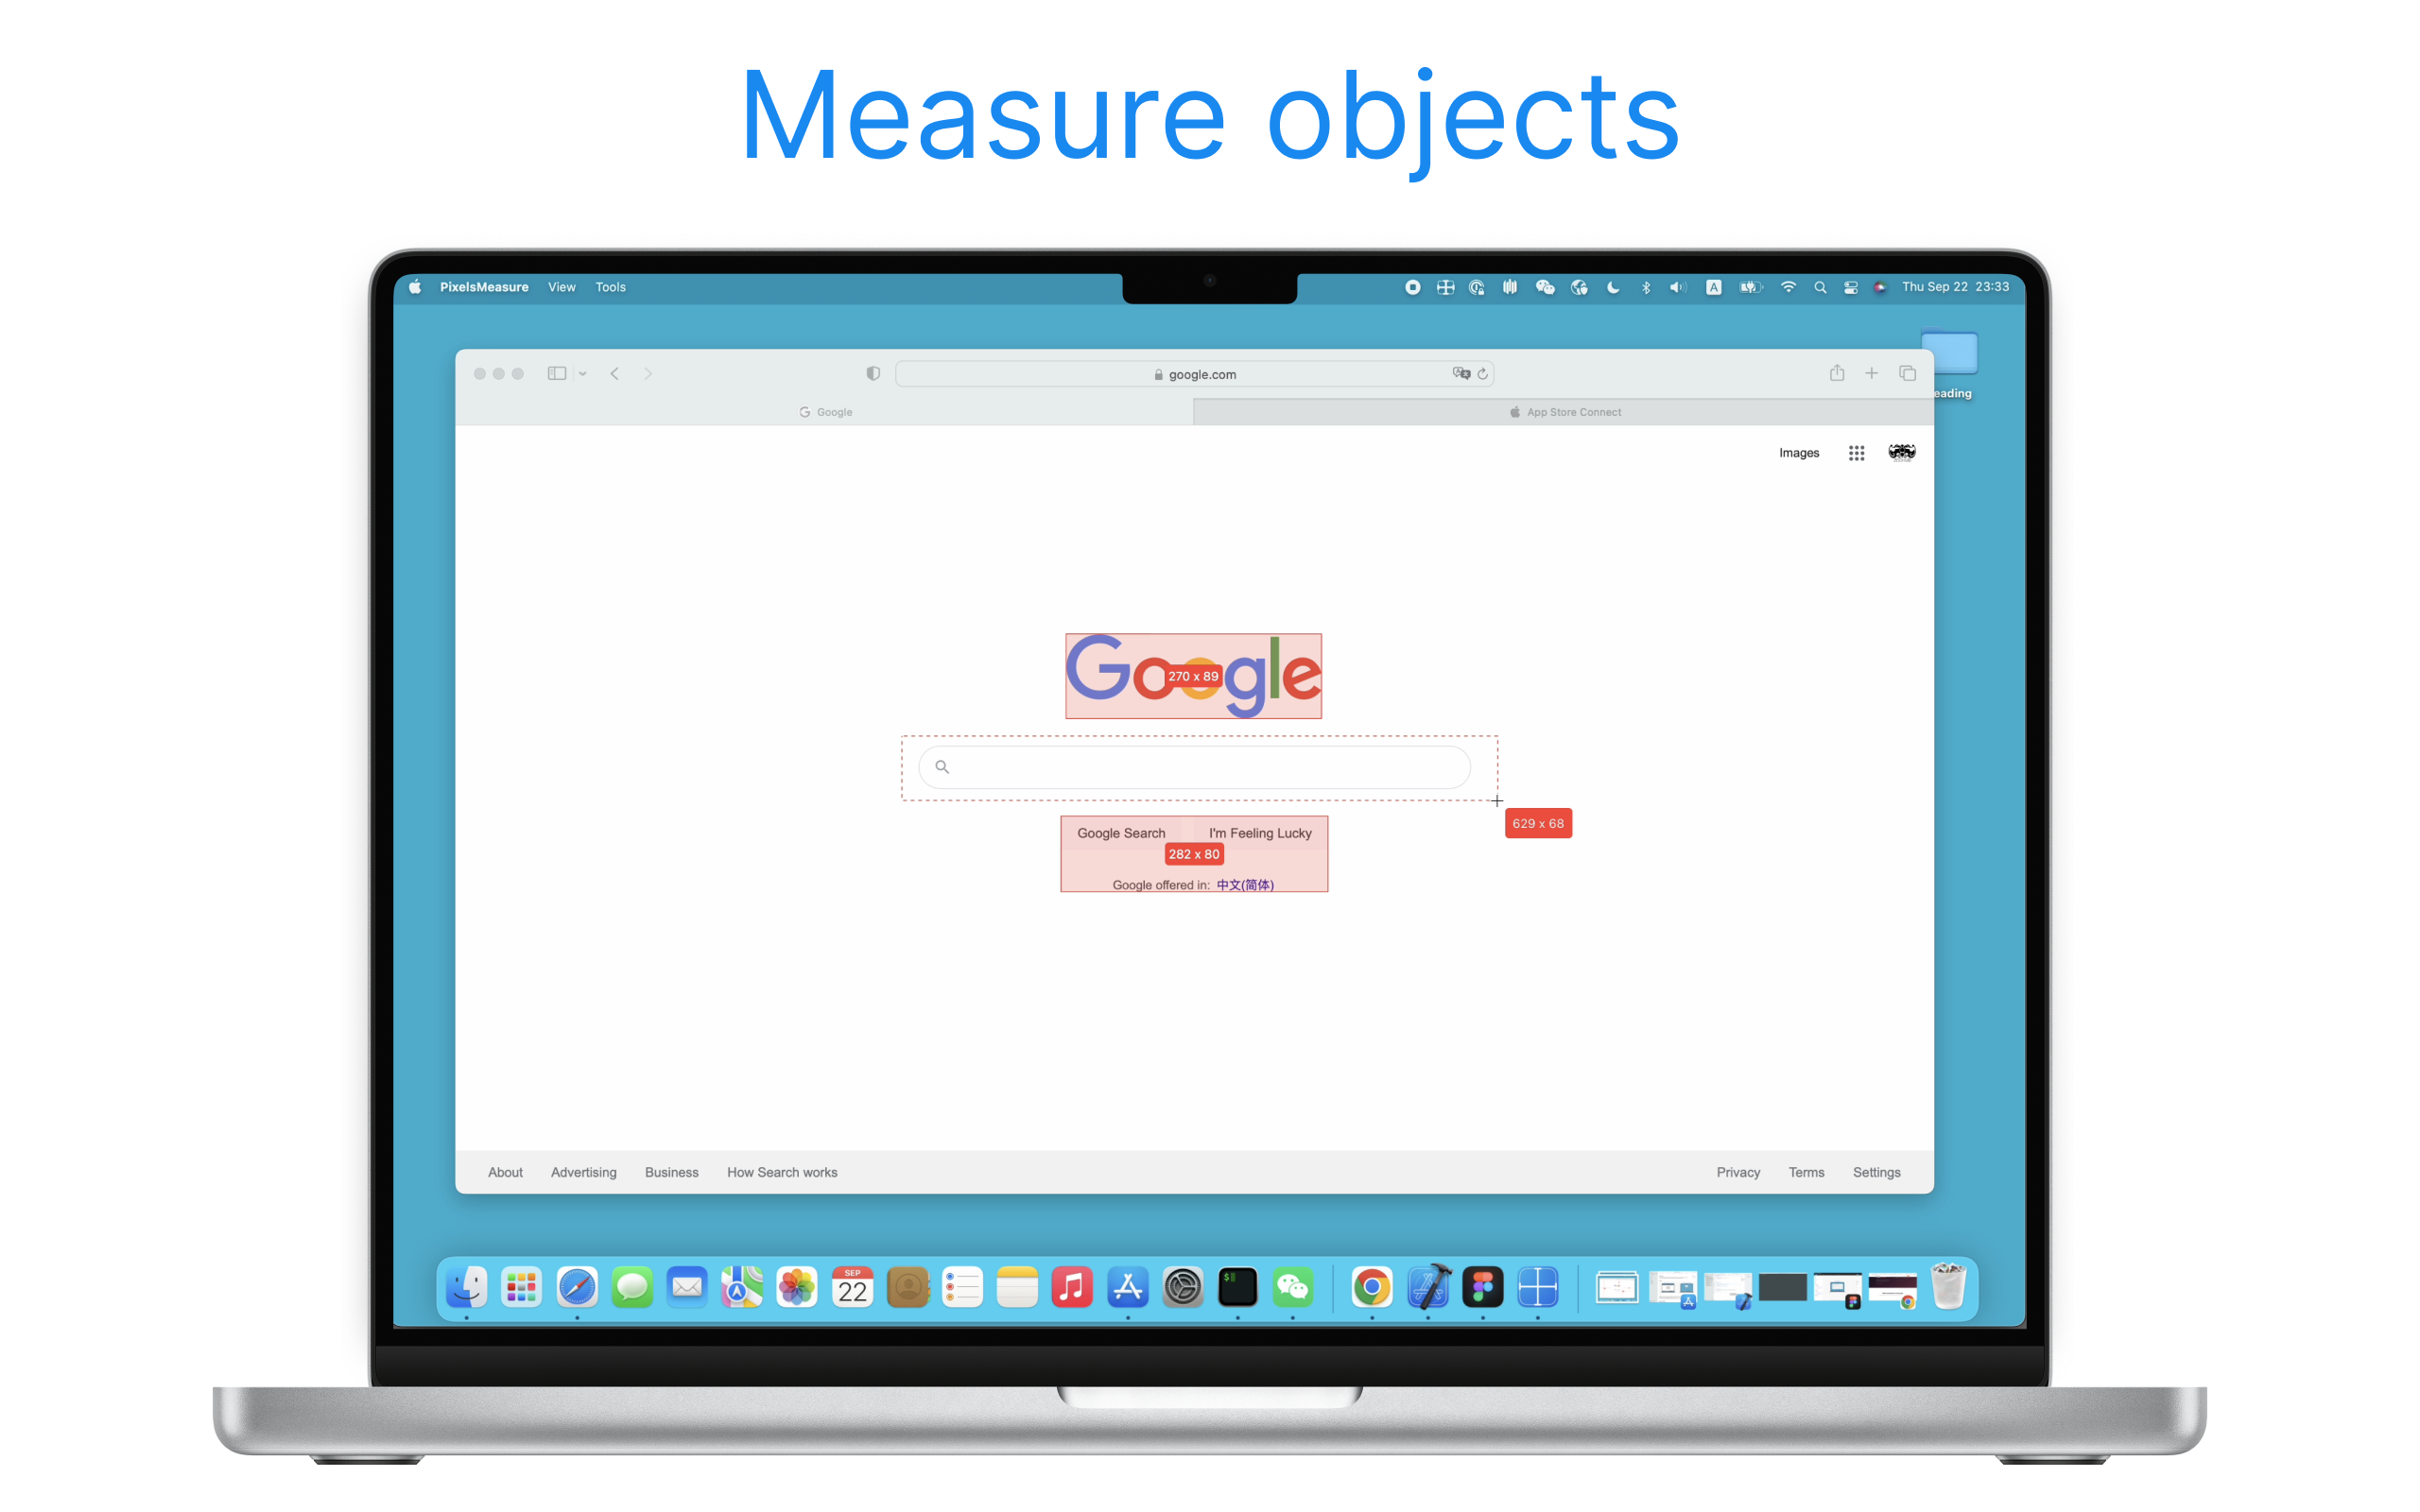 Measure objects
PixelsMeasure View Tools
A
Thu Sep 22 23:33
google.com
eading
Google
App Store Connect
Images
Google
270 x 89
629 x 68
Google Search I'm Feeling Lucky
282 x 80
Google offered in: 中文(简体)
About Advertising Business How Search works
Privacy Terms Settings
SEP
22